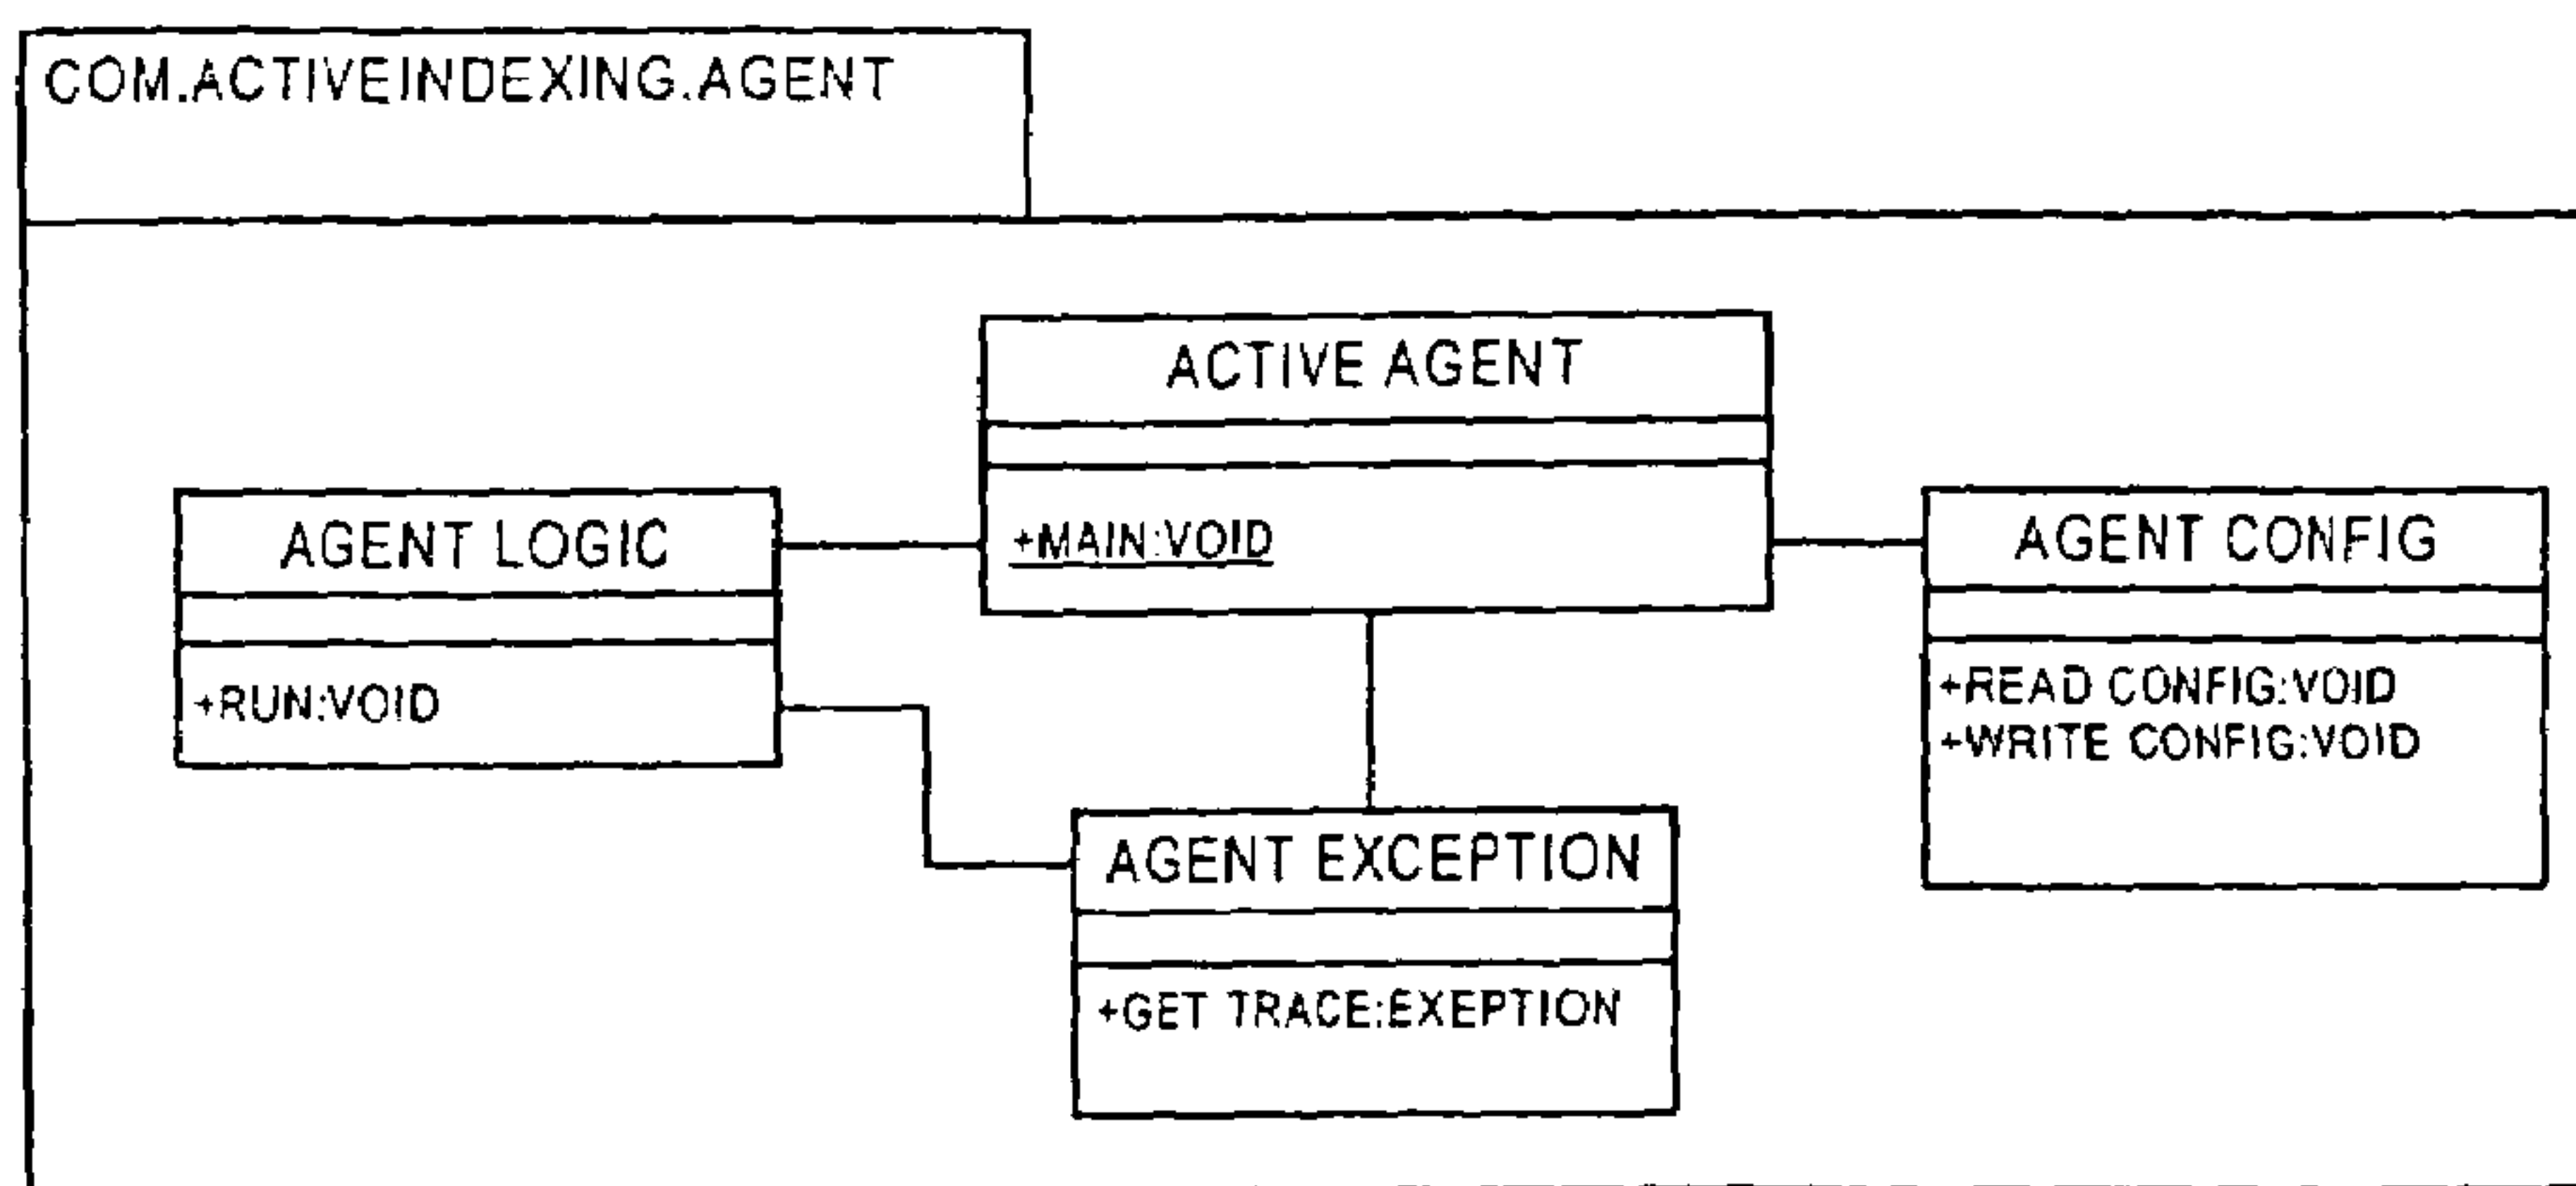 COM.ACTIVEINDEXING.AGENT
ACTIVE AGENT
+MAIN:VOID
AGENT LOGIC
+RUN:VOID
AGENT CONFIG
+READ CONFIG:VOID
+WRITE CONFIG:VOID
AGENT EXCEPTION
+GET TRACE:EXEPTION